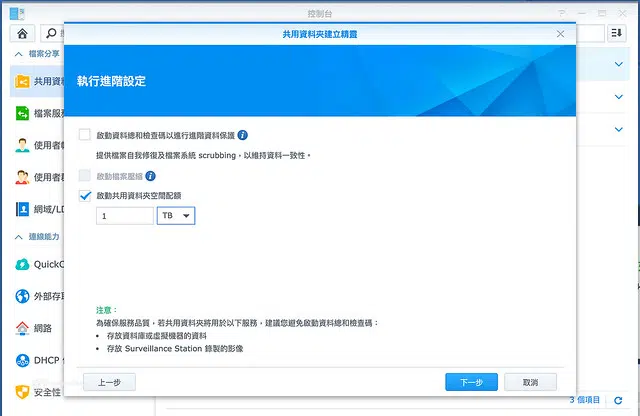 控制台
共用資料夾建立精靈
檔案分享
執行進階設定
共用資
檔案服
啟動資料總和檢查碼以進行進階資料保護
提供檔案自我修復及檔案系統 scrubbing，以維持資料一致性。
使用者
啟動檔案壓縮
使用者
啟動共用資料夾空間配額
網域/LD
1
TB
連線能力
QuickC
外部存取
注意：
為確保服務品質，若共用資料夾將用於以下服務，建議您避免啟動資料總和檢查碼：
網路
• 存放資料庫或虛擬機器的資料
• 存放 Surveillance Station 錄製的影像
DHCP
上一步
下一步
取消
安全性
3 個項目